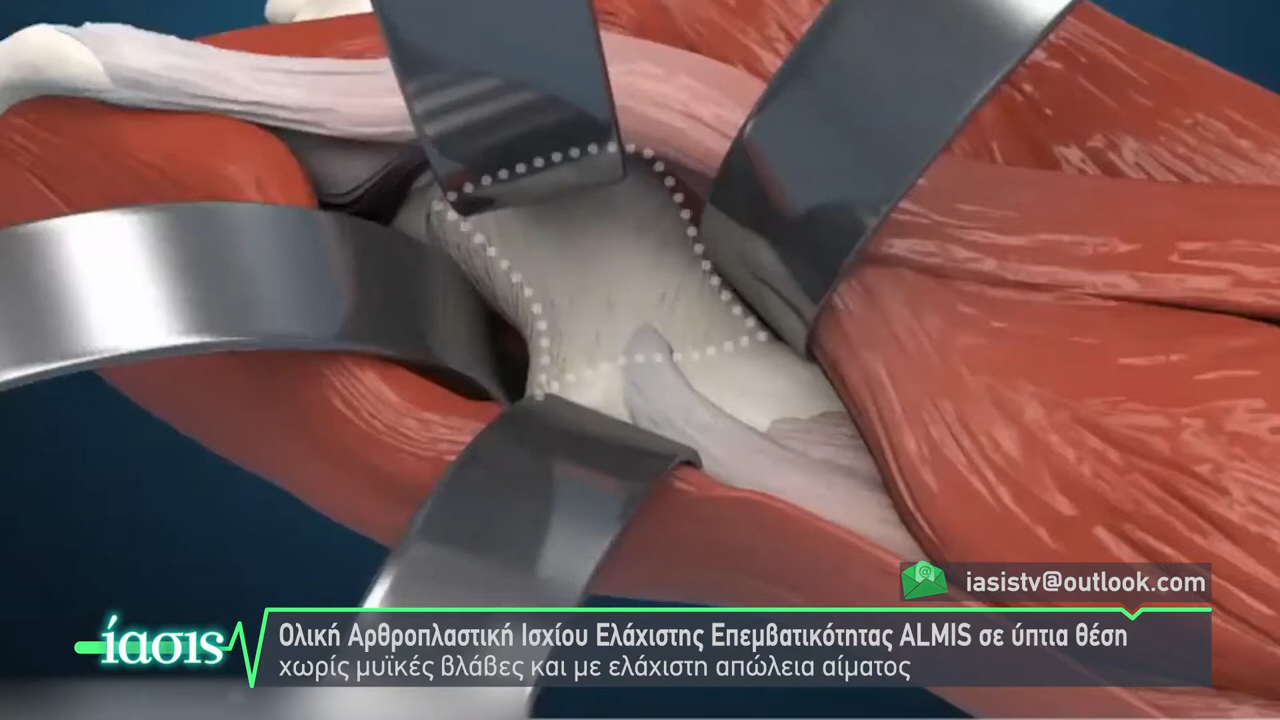 iasistv@outlook.com
ίασις
Ολική Αρθροπλαστική Ισχίου Ελάχιστης Επεμβατικότητας ALMIS σε ύπτια θέση
χωρίς μυϊκές βλάβες και με ελάχιστη απώλεια αίματος